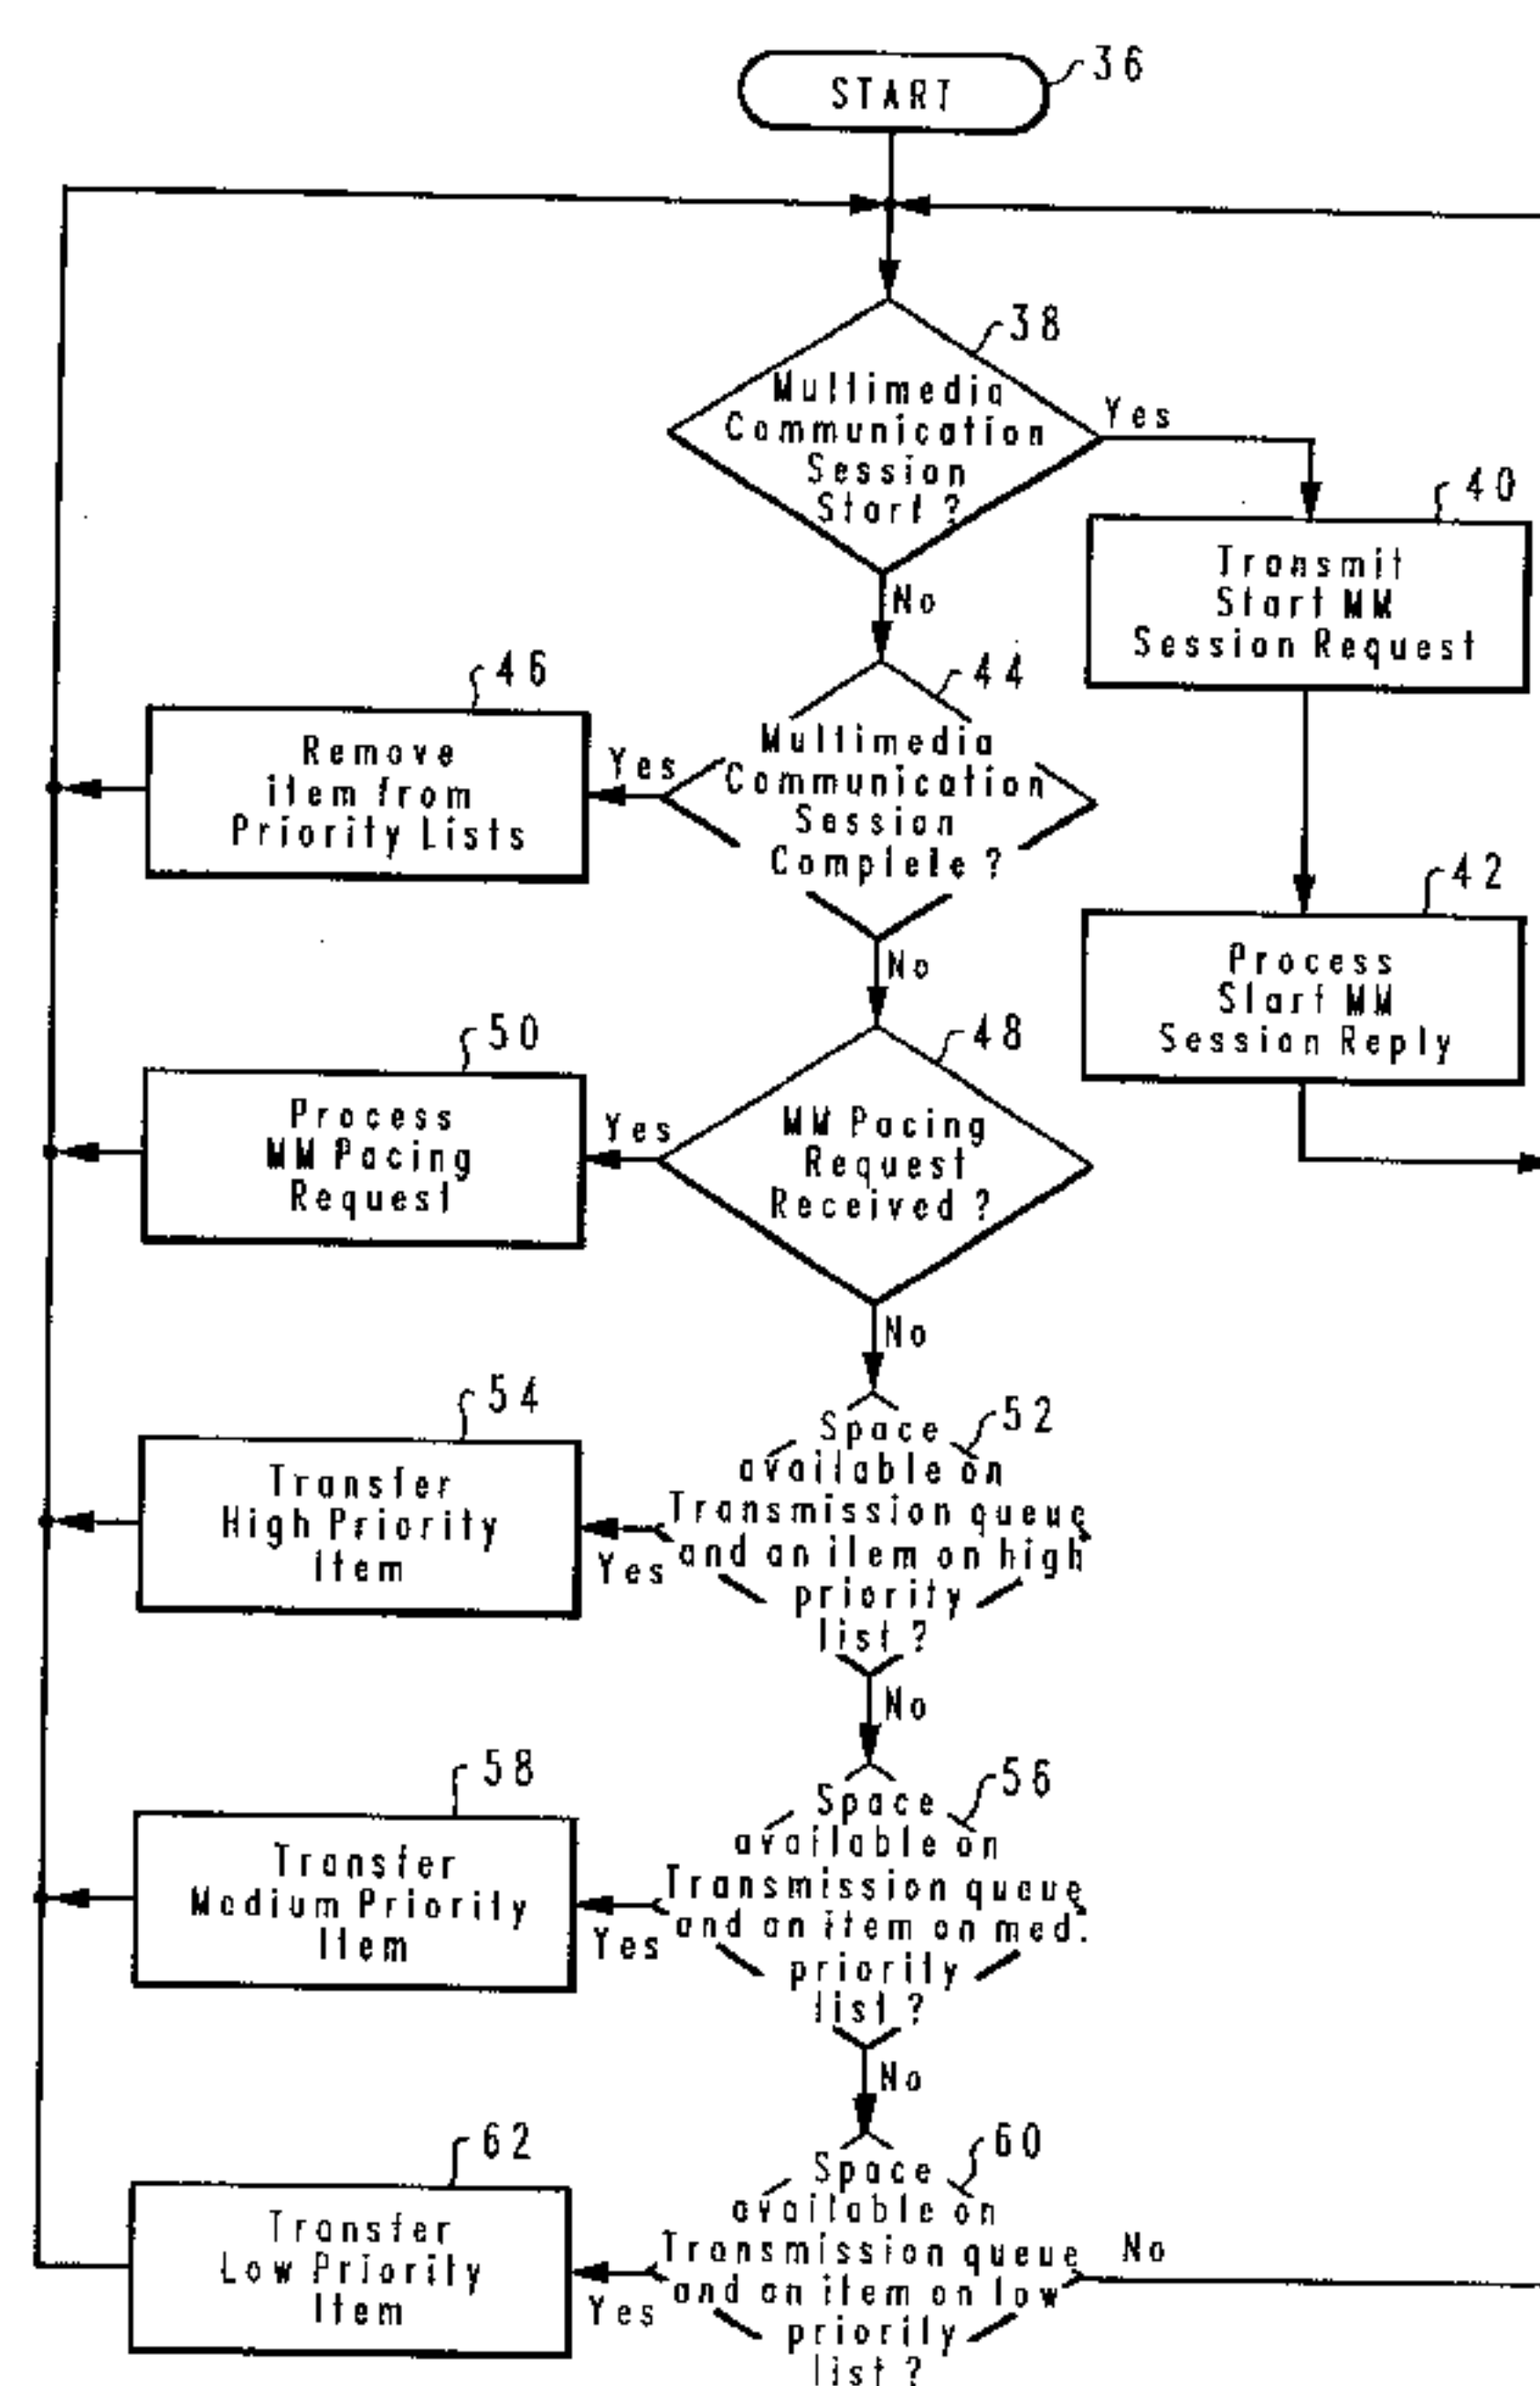 START
36
38
Multimedia
Communication
Session
Start ?
Yes
No
40
Transmit
Start MM
Session Request
42
Process
Start MM
Session Reply
44
Multimedia
Communication
Session
Complete ?
Yes
No
46
Remove
item from
Priority Lists
48
MM Pacing
Request
Received ?
Yes
No
50
Process
MM Pacing
Request
52
Space
available on
Transmission queue
and an item on high
priority
list ?
Yes
No
54
Transfer
High Priority
Item
56
Space
available on
Transmission queue
and an item on med.
priority
list ?
Yes
No
58
Transfer
Medium Priority
Item
60
Space
available on
Transmission queue
and an item on low
priority
list ?
Yes
No
62
Transfer
Low Priority
Item